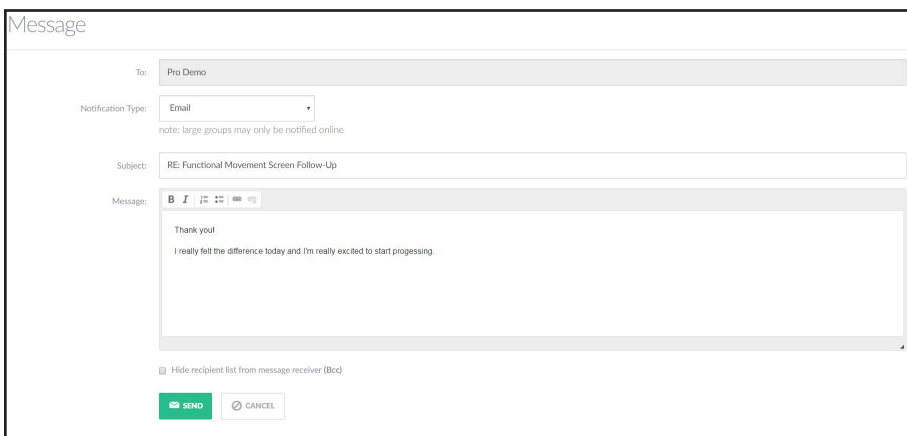 Message
To: Pro Demo
Notification Type: Email
note: large groups may only be notified online
Subject: RE: Functional Movement Screen Follow-Up
Message:
B I
Thank you!
I really felt the difference today and I'm really excited to start progessing.
Hide recipient list from message receiver (Bcc)
SEND CANCEL